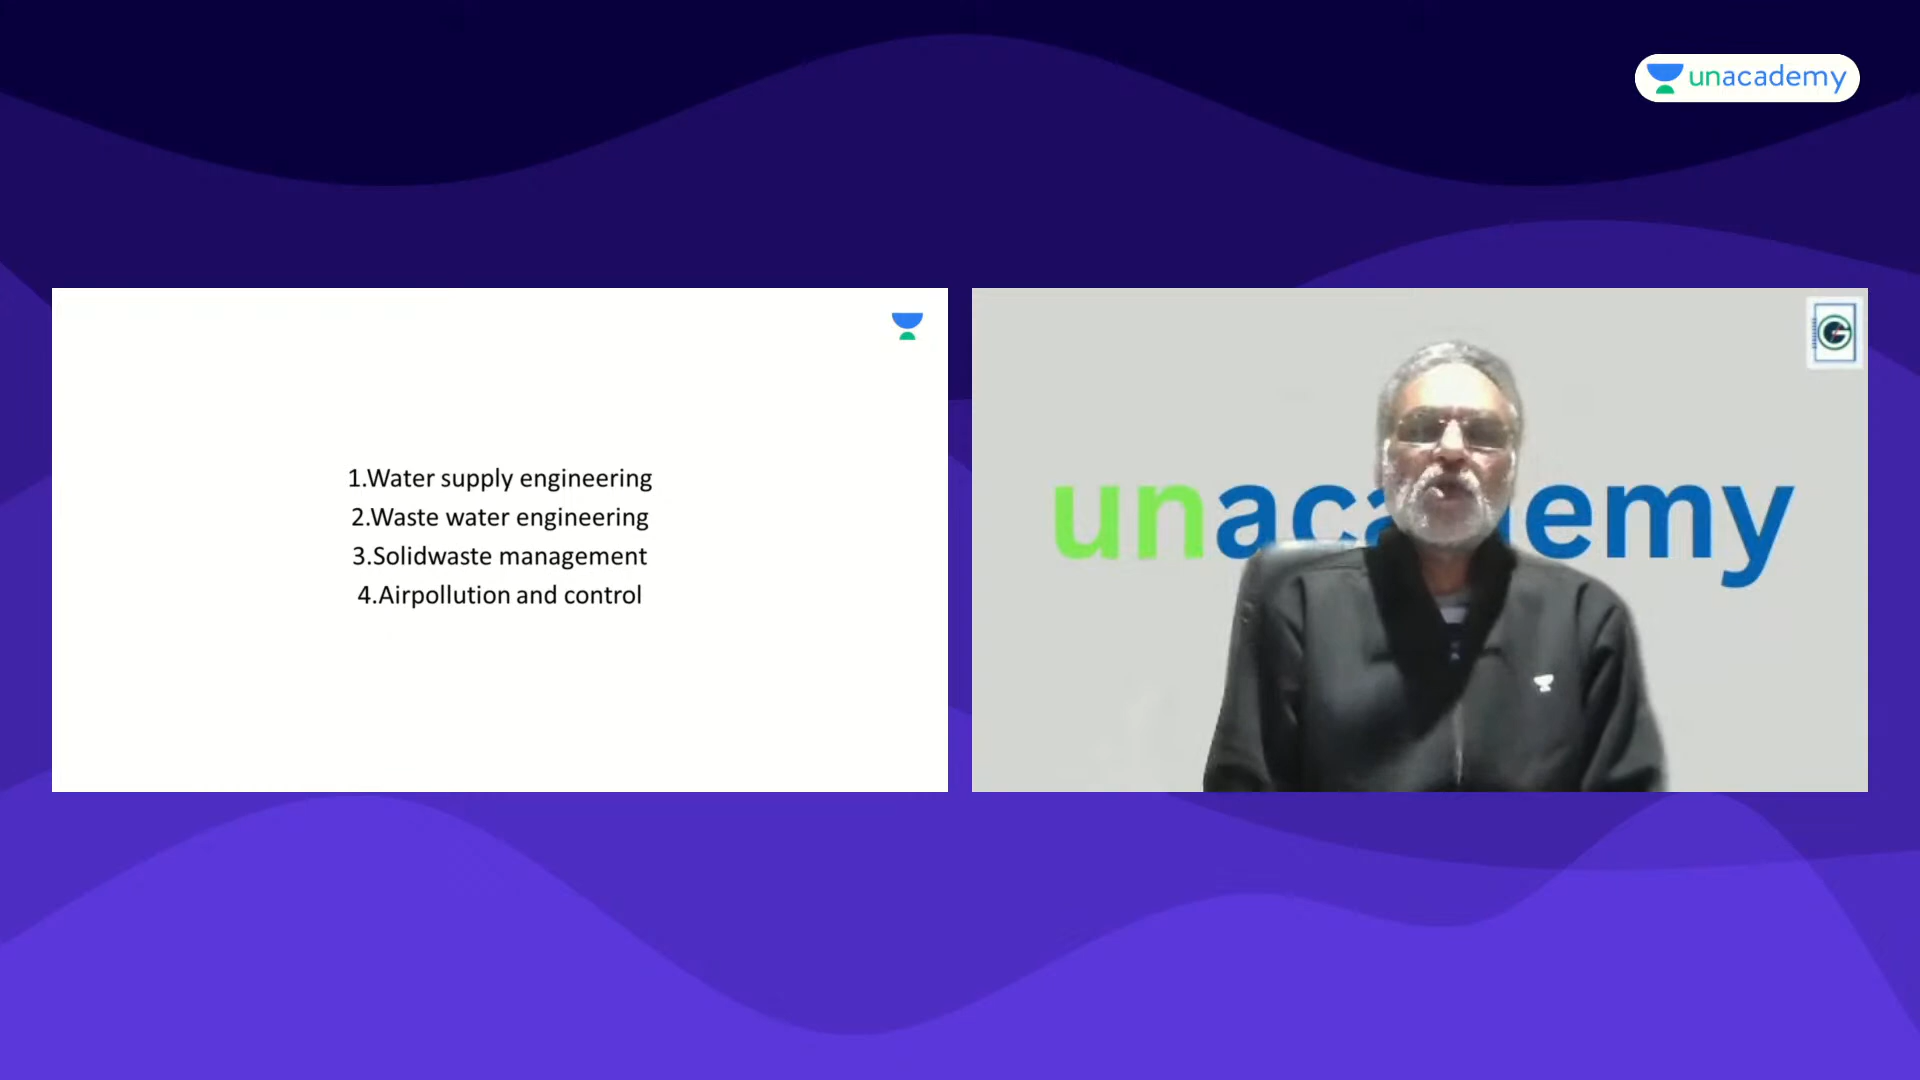 unacademy
1.Water supply engineering
2.Waste water engineering
3.Solidwaste management
4.Airpollution and control